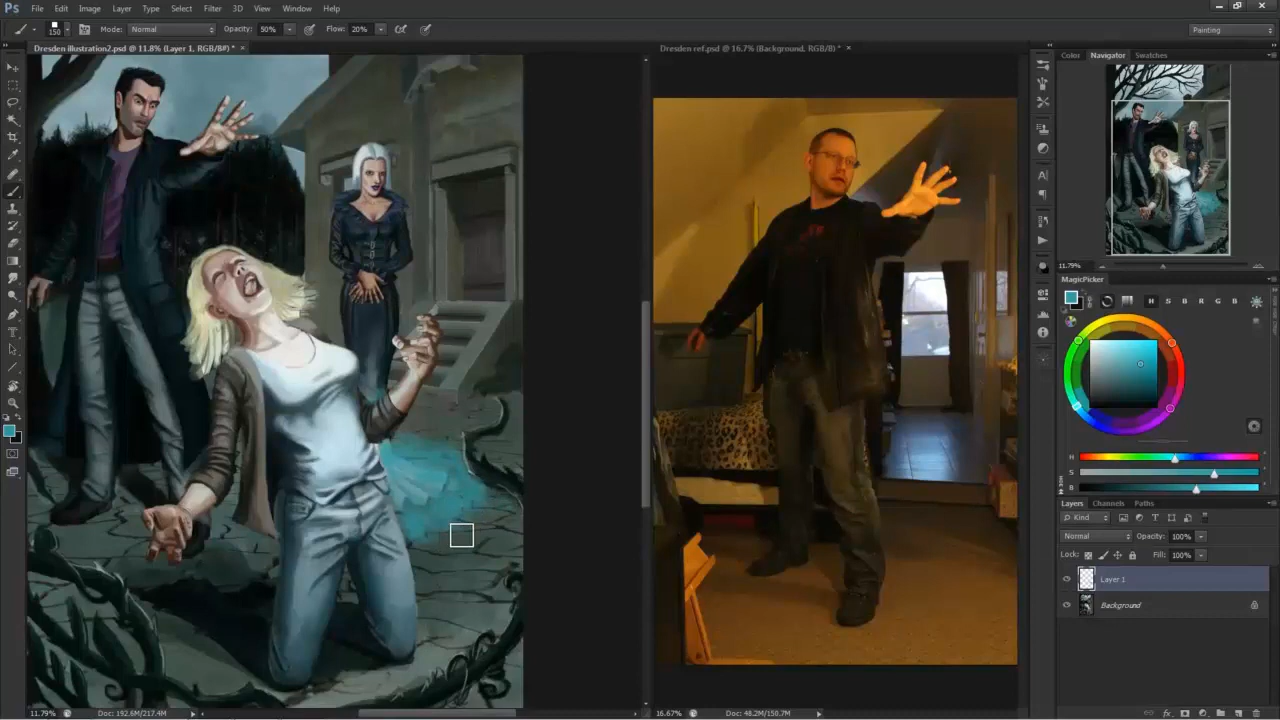 Ps File Edit Image Layer Type Select Filter 3D View Window Help
150 Mode: Normal Opacity: 50% Flow: 20% Painting
Dresden illustration2.psd @ 11.8% (Layer 1, RGB/8#) * ×
Dresden ref.psd @ 16.7% (Background, RGB/8) * ×
Color Navigator Swatches
11.79%
MagicPicker
H S B R G B
H
S
B
Layers Channels Paths
Kind
Normal Opacity: 100%
Lock: Fill: 100%
Layer 1
Background
fx
11.79% Doc: 192.6M/217.4M
16.67% Doc: 48.2M/150.7M